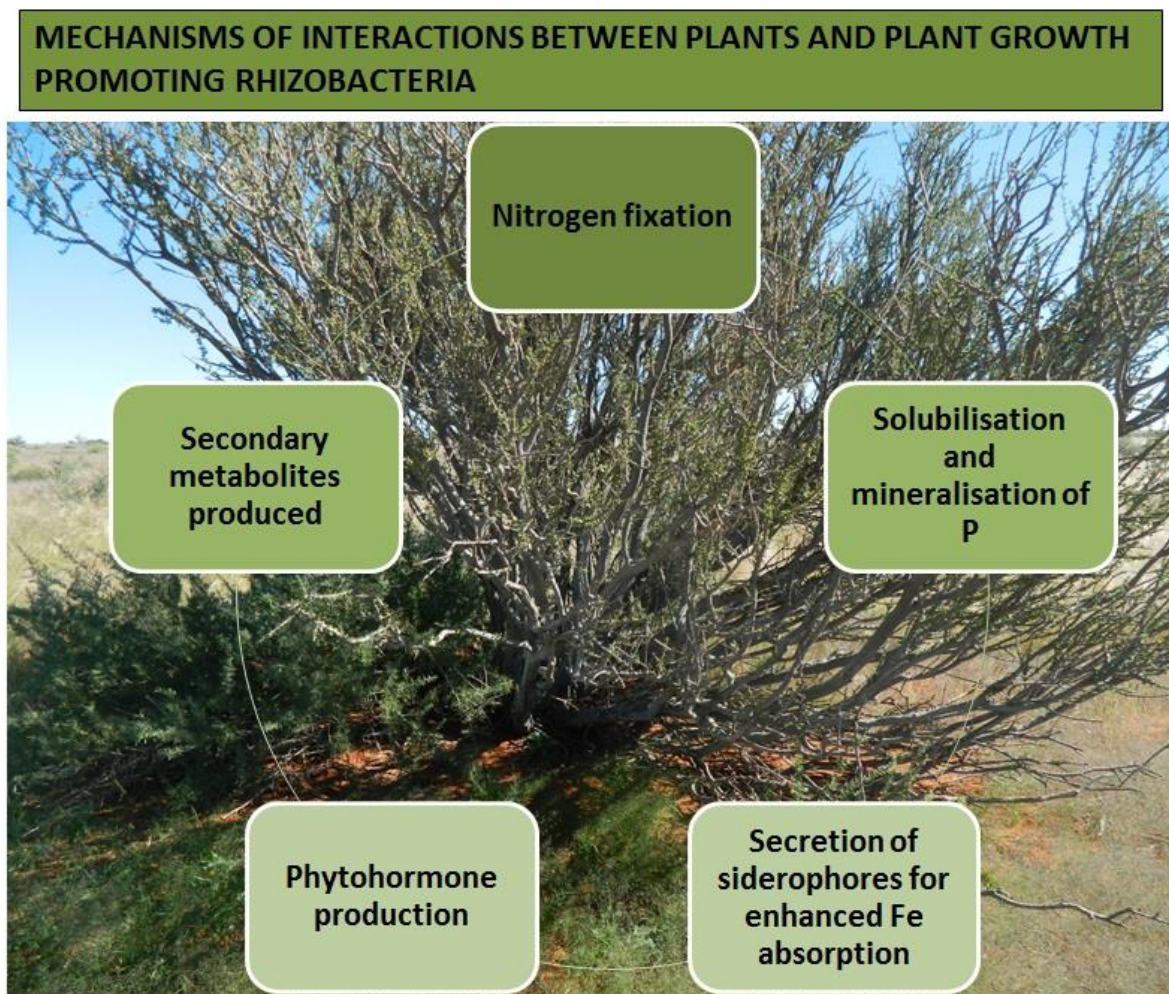 MECHANISMS OF INTERACTIONS BETWEEN PLANTS AND PLANT GROWTH
PROMOTING RHIZOBACTERIA
Nitrogen fixation
Secondary
metabolites
produced
Solubilisation
and
mineralisation of
P
Phytohormone
production
Secretion of
siderophores for
enhanced Fe
absorption